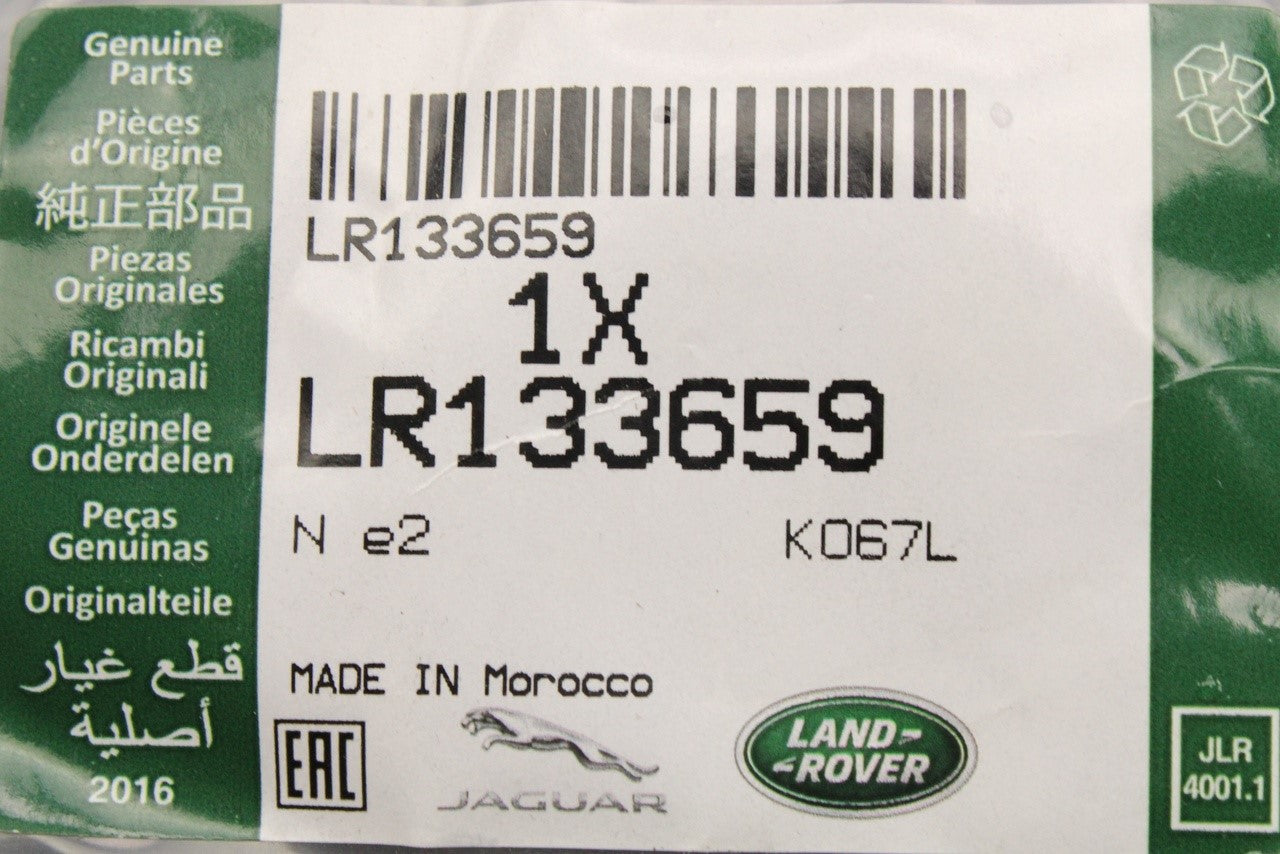 Genuine
Parts
Pièces
d'Origine
純正部品
Piezas
Originales
Ricambi
Originali
Originele
Onderdelen
Peças
Genuinas
Originalteile
قطع غيار
أصلية
2016
LR133659
1X
LR133659
N e2 K067L
MADE IN Morocco
EAC
JAGUAR
LAND-
-ROVER
JLR
4001.1